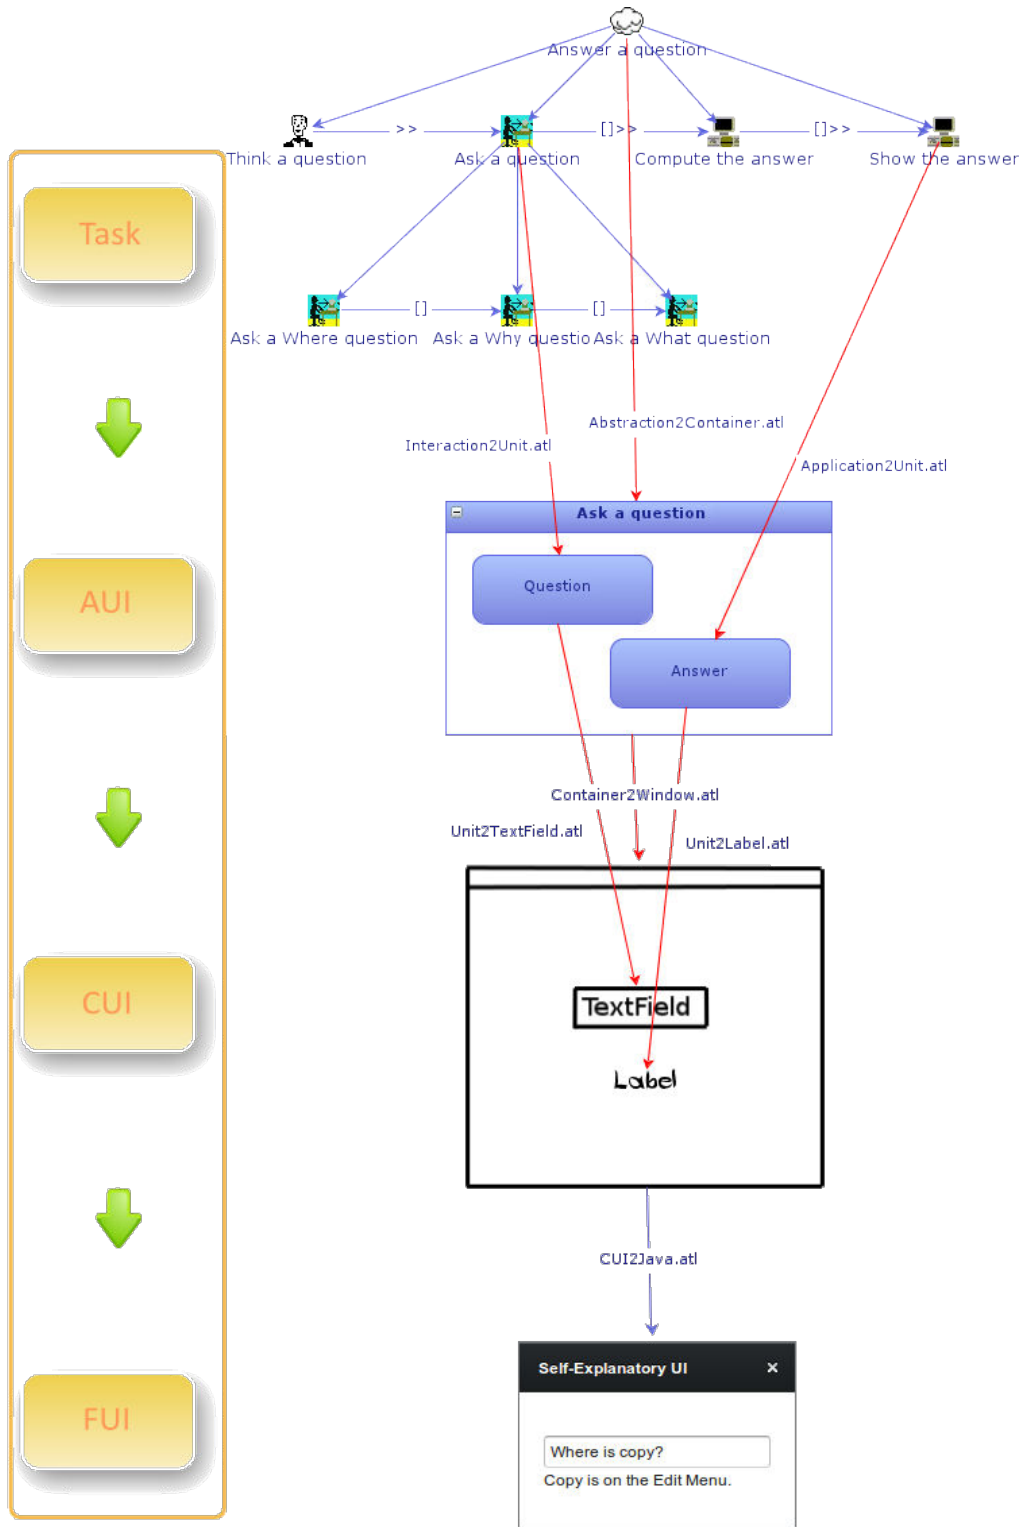 Answer a question
>>
[]>>
[]>>
Think a question
Ask a question
Compute the answer
Show the answer
Task
[]
[]
Ask a Where question
Ask a Why questio
Ask a What question
Abstraction2Container.atl
Interaction2Unit.atl
Application2Unit.atl
Ask a question
Question
AUI
Answer
Container2Window.atl
Unit2TextField.atl
Unit2Label.atl
CUI
TextField
Label
CUI2Java.atl
Self-Explanatory UI
×
FUI
Where is copy?
Copy is on the Edit Menu.